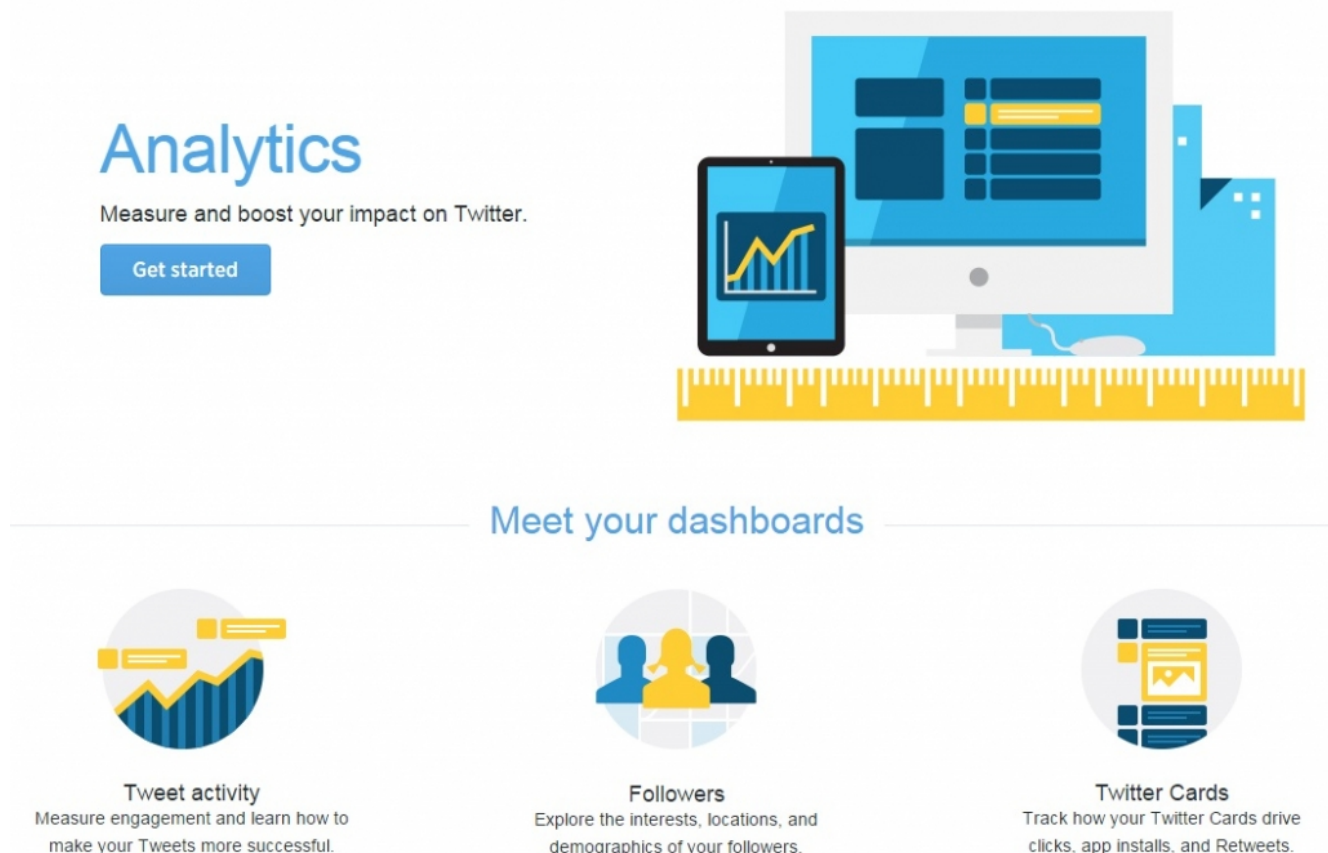 Analytics
Measure and boost your impact on Twitter.
Get started
Meet your dashboards
Tweet activity
Measure engagement and learn how to
make your Tweets more successful.
Followers
Explore the interests, locations, and
demographics of your followers.
Twitter Cards
Track how your Twitter Cards drive
clicks, app installs, and Retweets.